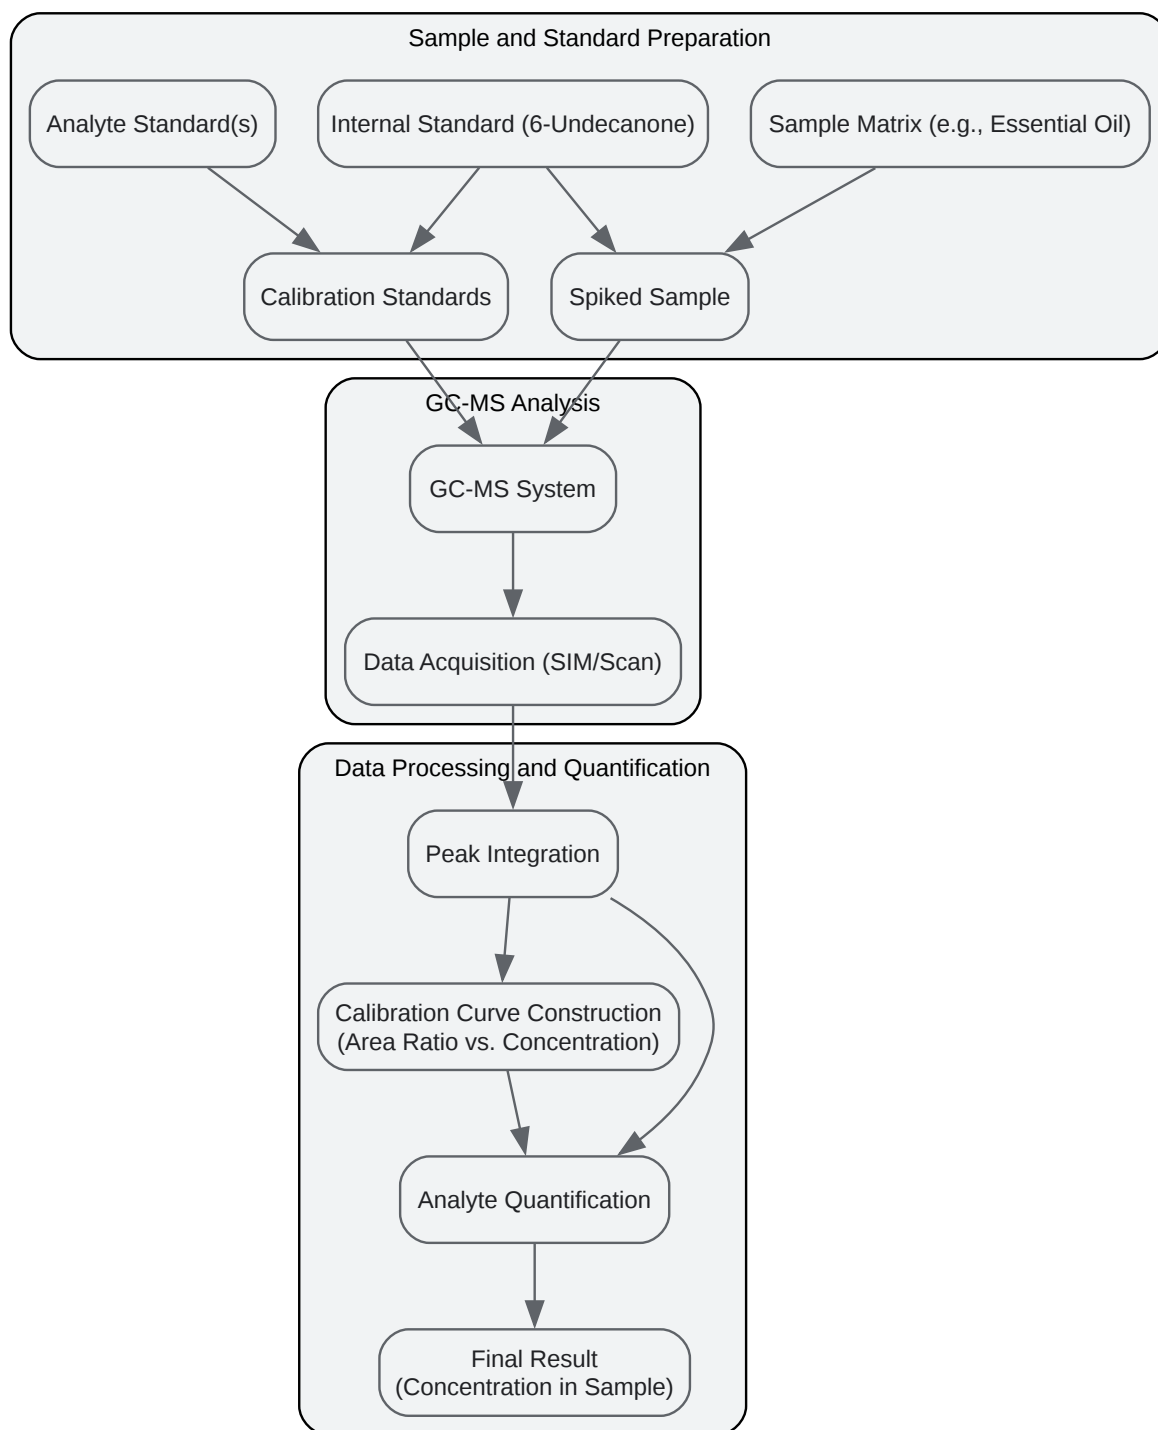 Sample and Standard Preparation
Analyte Standard(s)
Internal Standard (6-Undecanone)
Sample Matrix (e.g., Essential Oil)
Calibration Standards
Spiked Sample
GC-MS Analysis
GC-MS System
Data Acquisition (SIM/Scan)
Data Processing and Quantification
Peak Integration
Calibration Curve Construction
(Area Ratio vs. Concentration)
Analyte Quantification
Final Result
(Concentration in Sample)